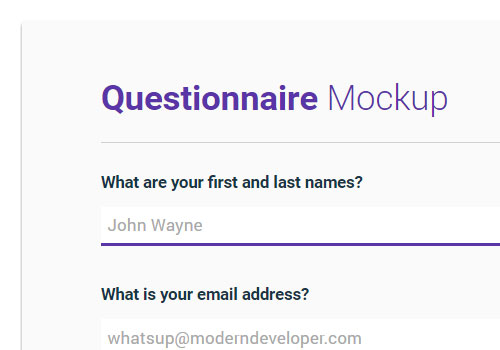 Questionnaire Mockup
What are your first and last names?
John Wayne
What is your email address?
whatsup@moderndeveloper.com